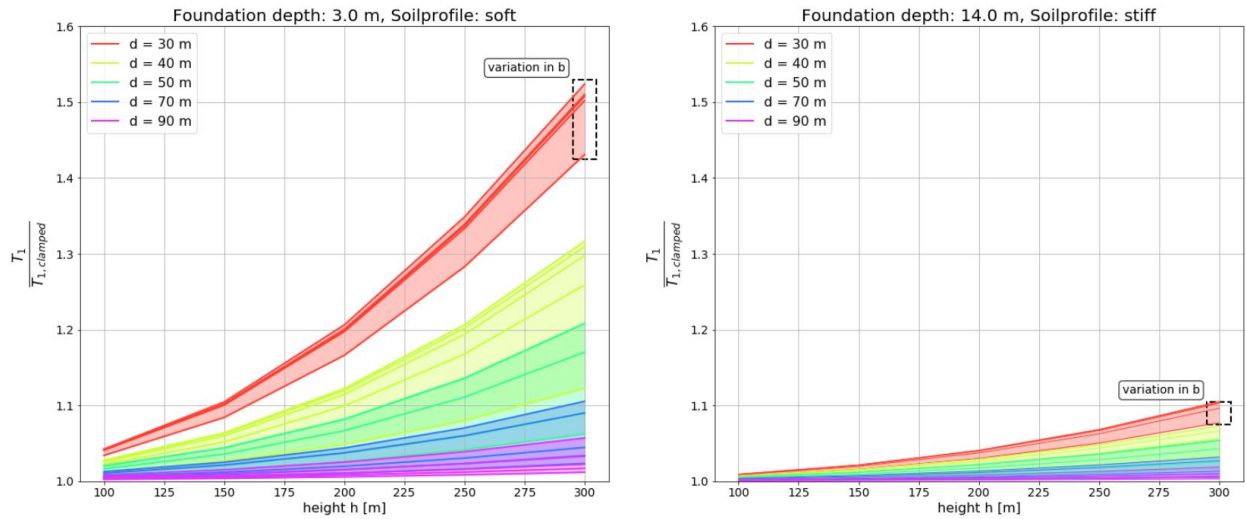 Foundation depth: 3.0 m, Soilprofile: soft
1.6
1.5
1.4
1.3
1.2
1.1
1.0
T₁
T₁,clamped
d = 30 m
d = 40 m
d = 50 m
d = 70 m
d = 90 m
variation in b
100 125 150 175 200 225 250 275 300
height h [m]
Foundation depth: 14.0 m, Soilprofile: stiff
1.6
1.5
1.4
1.3
1.2
1.1
1.0
T₁
T₁,clamped
d = 30 m
d = 40 m
d = 50 m
d = 70 m
d = 90 m
variation in b
100 125 150 175 200 225 250 275 300
height h [m]